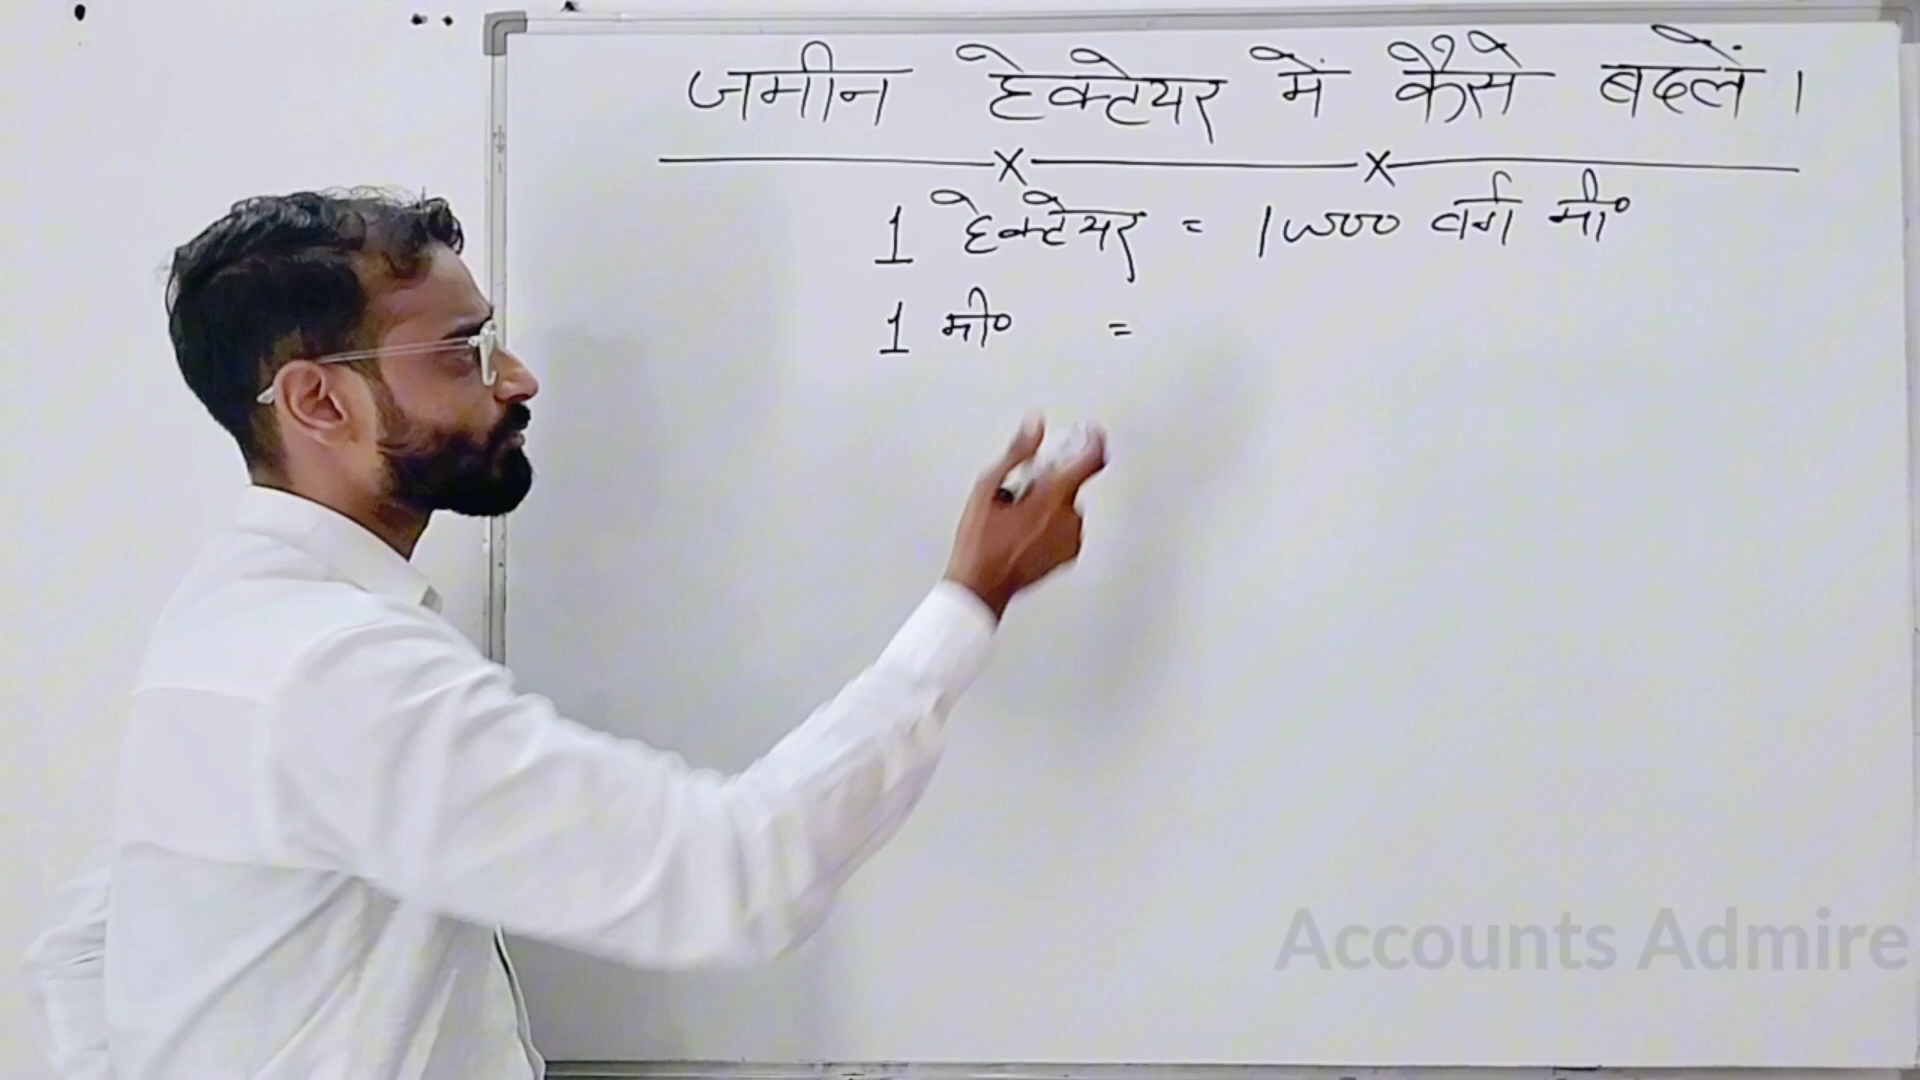 जमीन हेक्टेयर में कैसे बदलें ।
1 हेक्टेयर = 10000 वर्ग मी०
1 मी० =
Accounts Admire